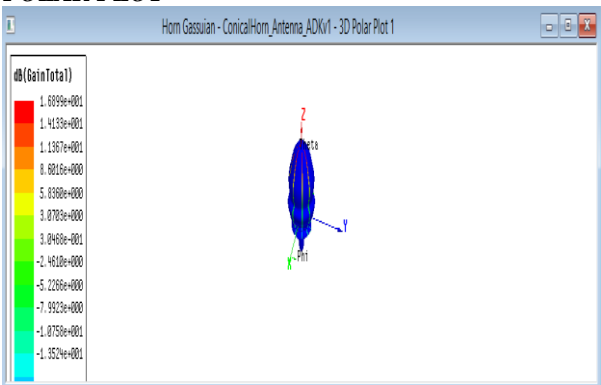 POLAR PLOT
Horn Gassuian - ConicalHorn_Antenna_ADKv1 - 3D Polar Plot 1
dB(GainTotal)
1.6899e+001
1.4133e+001
1.1367e+001
8.6016e+000
5.8360e+000
3.0703e+000
3.0468e-001
-2.4610e+000
-5.2266e+000
-7.9923e+000
-1.0758e+001
-1.3524e+001
Z
eta
Y
X
Phi